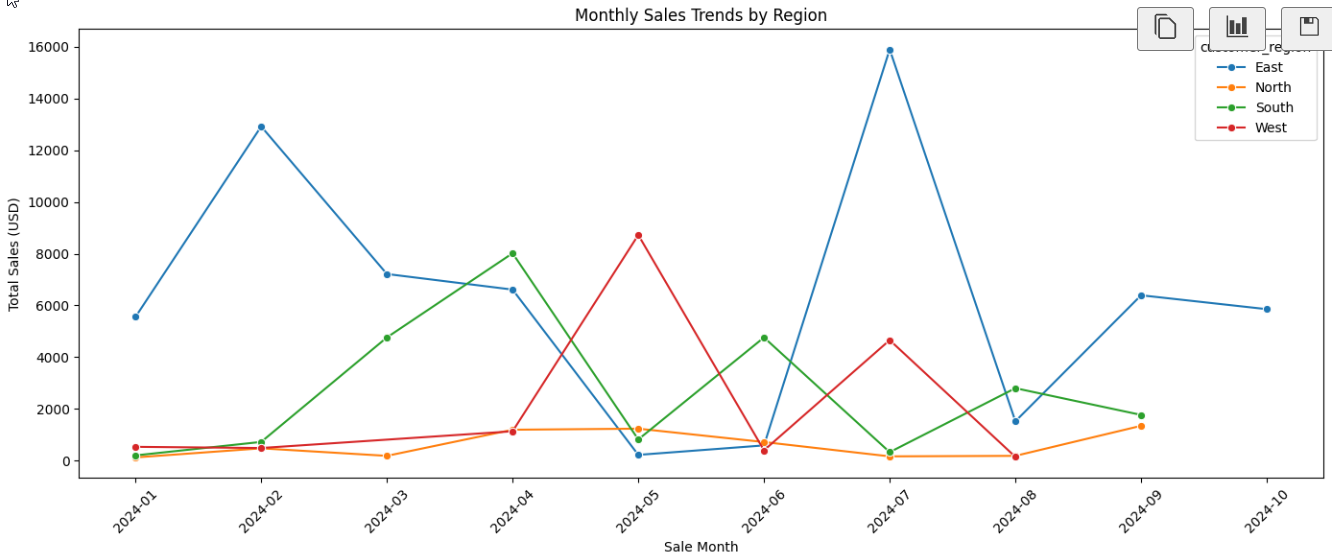 Monthly Sales Trends by Region
customer_region
East
North
South
West
Total Sales (USD)
16000
14000
12000
10000
8000
6000
4000
2000
0
2024-01
2024-02
2024-03
2024-04
2024-05
2024-06
2024-07
2024-08
2024-09
2024-10
Sale Month